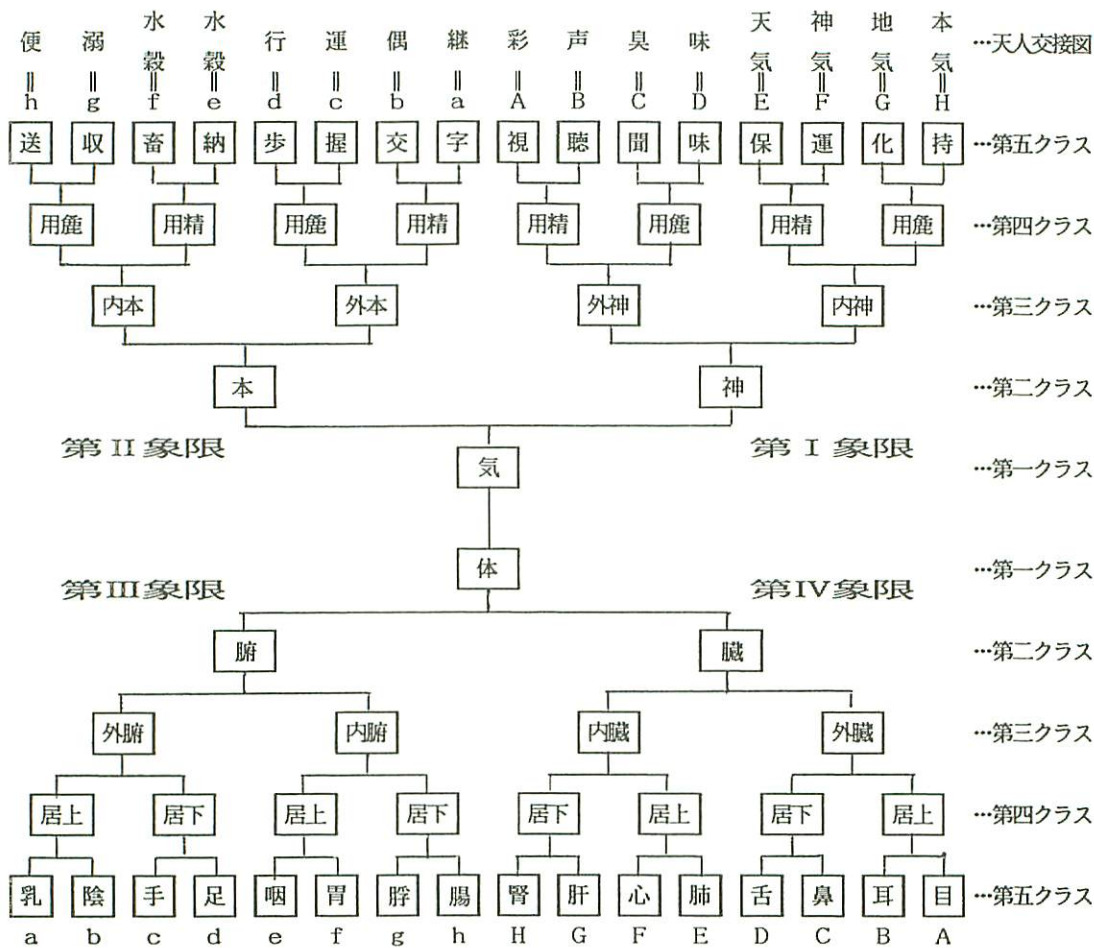 便 溺 水穀 水穀 行 運 偶 継 彩 声 臭 味 天気 神気 地気 本気 …天人交接図
h g f e d c b a A B C D E F G H
送 収 畜 納 歩 握 交 字 視 聴 聞 味 保 運 化 持 …第五クラス
用麁 用精 用麁 用精 用精 用麁 用精 用麁 …第四クラス
内本 外本 外神 内神 …第三クラス
本 神 …第二クラス
第II象限 第I象限
気 …第一クラス
体 …第一クラス
第III象限 第IV象限
腑 臓 …第二クラス
外腑 内腑 内臓 外臓 …第三クラス
居上 居下 居上 居下 居下 居上 居下 居上 …第四クラス
乳 陰 手 足 咽 胃 脬 腸 腎 肝 心 肺 舌 鼻 耳 目 …第五クラス
a b c d e f g h H G F E D C B A